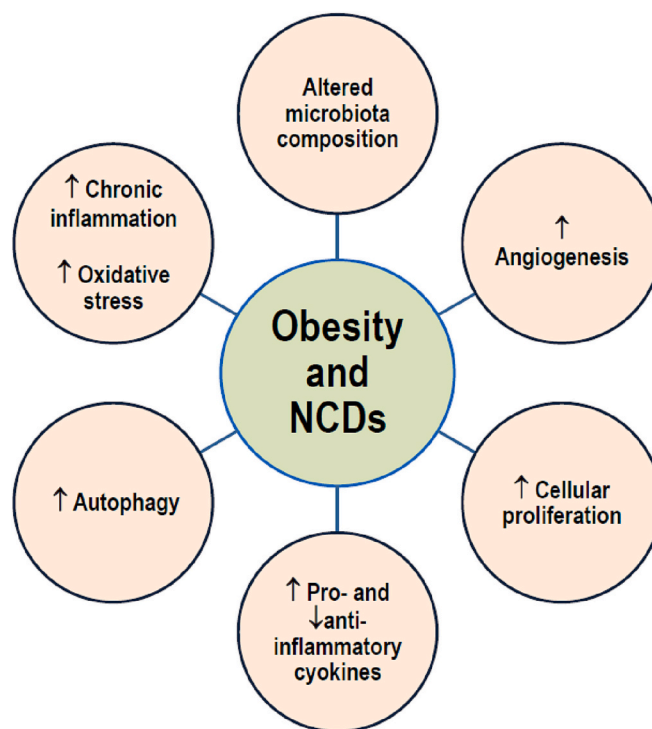 Altered
microbiota
composition
↑ Chronic
inflammation
↑ Oxidative
stress
↑
Angiogenesis
Obesity
and
NCDs
↑ Autophagy
↑ Cellular
proliferation
↑ Pro- and
↓anti-
inflammatory
cyokines